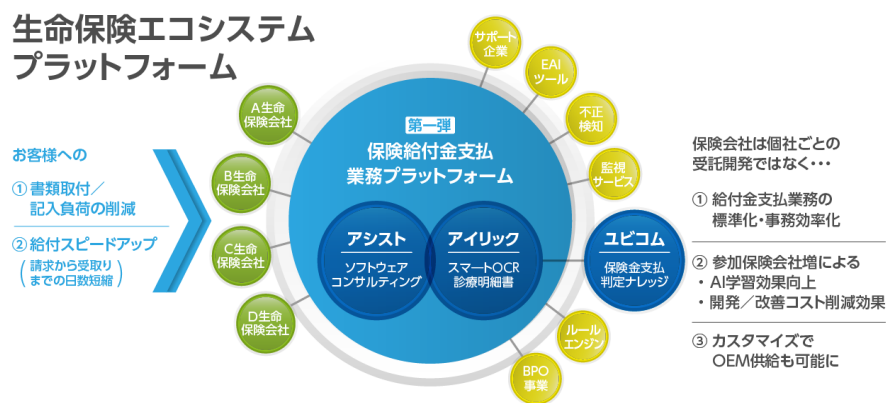 生命保険エコシステム
プラットフォーム
お客様への
① 書類取付／
記入負荷の削減
② 給付スピードアップ
(請求から受取り
までの日数短縮)
A生命
保険会社
B生命
保険会社
C生命
保険会社
D生命
保険会社
第一弾
保険給付金支払
業務プラットフォーム
アシスト
ソフトウェア
コンサルティング
アイリック
スマートOCR
診療明細書
ユビコム
保険金支払
判定ナレッジ
サポート
企業
EAI
ツール
不正
検知
監視
サービス
ルール
エンジン
BPO
事業
保険会社は個社ごとの
受託開発ではなく・・・
① 給付金支払業務の
標準化・事務効率化
② 参加保険会社増による
・AI学習効果向上
・開発／改善コスト削減効果
③ カスタマイズで
OEM供給も可能に